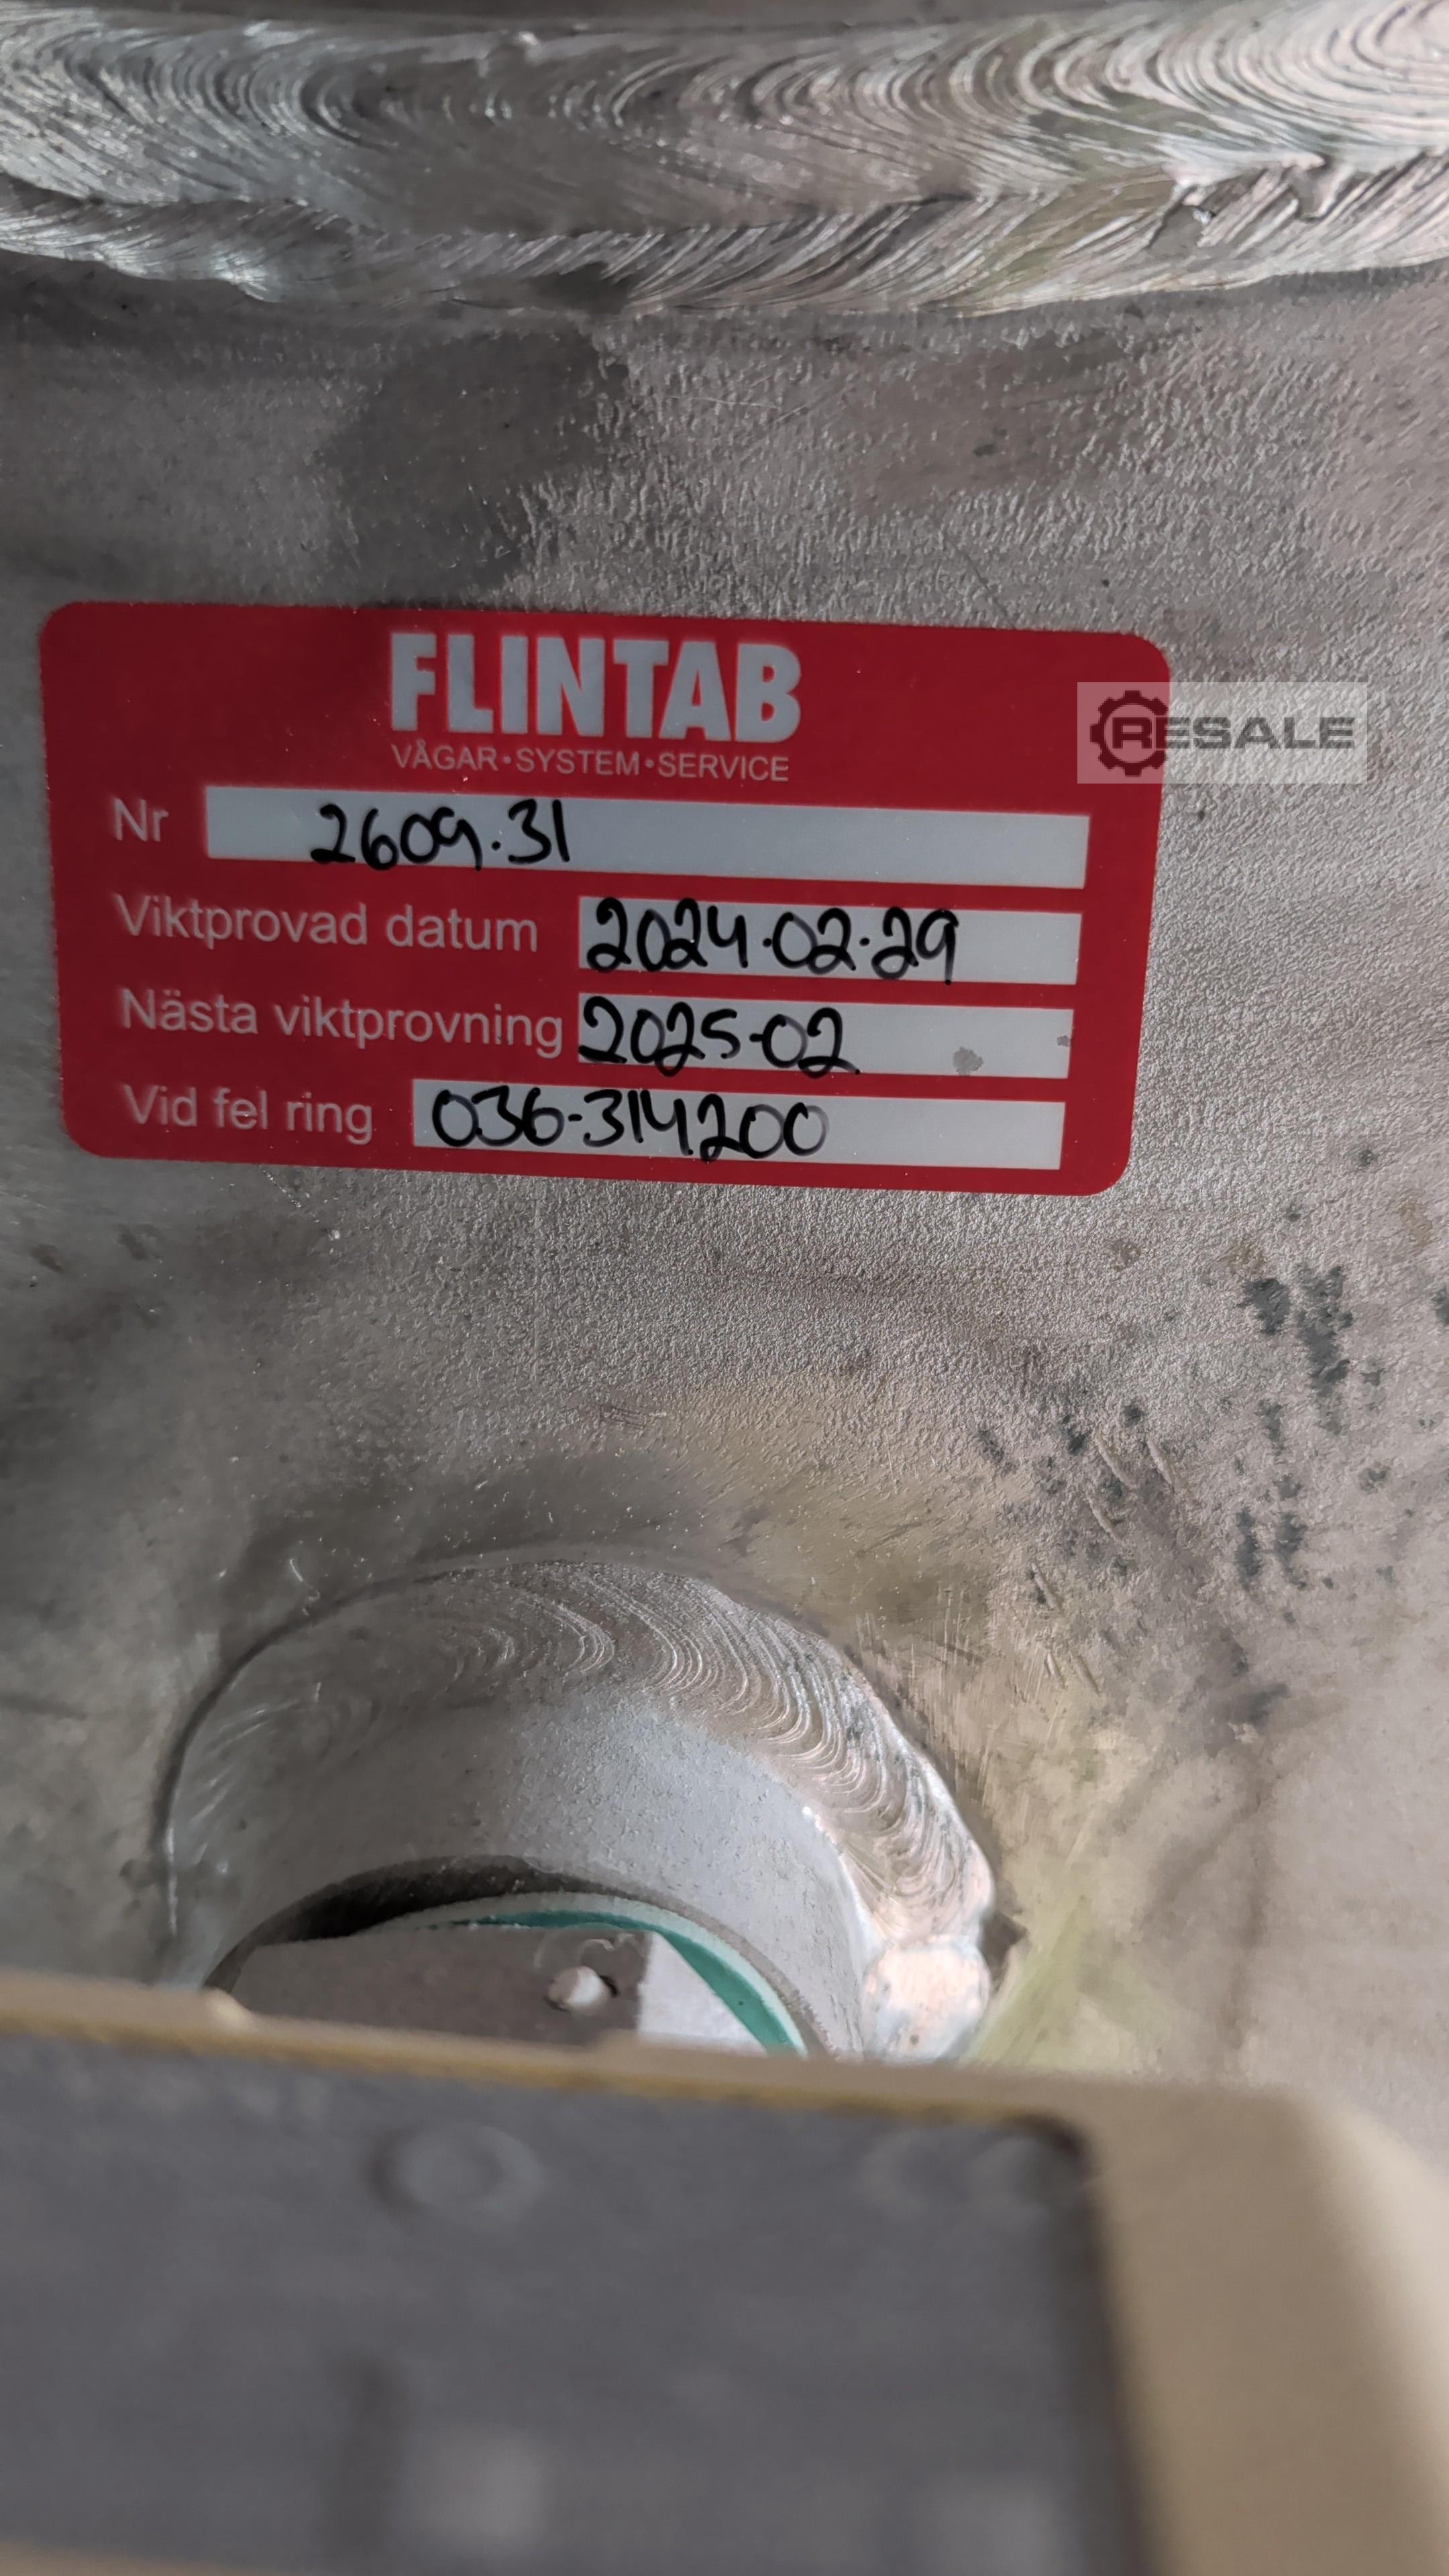 FLINTAB
VÅGAR·SYSTEM·SERVICE
RESALE
Nr 2609.31
Viktprovad datum 2024.02.29
Nästa viktprovning 2025-02
Vid fel ring 036-314200